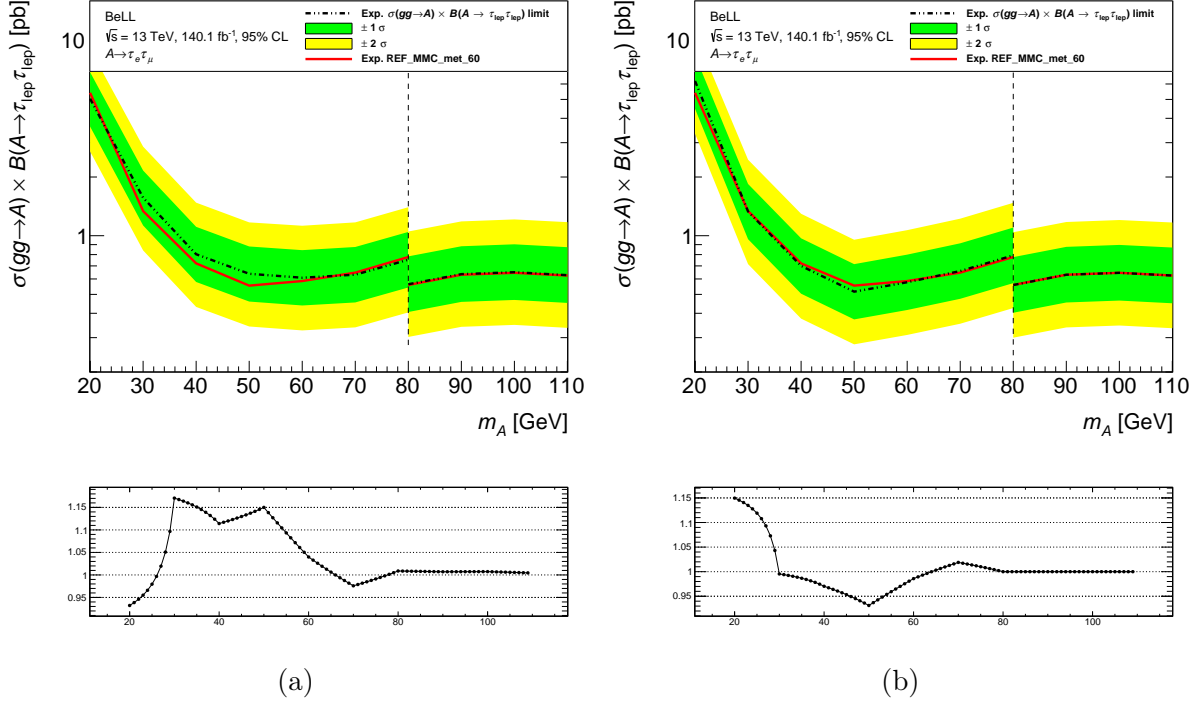 σ(gg→A) × B(A→τlepτlep) [pb]
BeLL
√s = 13 TeV, 140.1 fb⁻¹, 95% CL
A→τeτμ
Exp. σ(gg→A) × B(A → τlepτlep) limit
± 1 σ
± 2 σ
Exp. REF_MMC_met_60
10
1
20 30 40 50 60 70 80 90 100 110
mA [GeV]
1.15
1.1
1.05
1
0.95
20 40 60 80 100
(a)
σ(gg→A) × B(A→τlepτlep) [pb]
BeLL
√s = 13 TeV, 140.1 fb⁻¹, 95% CL
A→τeτμ
Exp. σ(gg→A) × B(A → τlepτlep) limit
± 1 σ
± 2 σ
Exp. REF_MMC_met_60
10
1
20 30 40 50 60 70 80 90 100 110
mA [GeV]
1.15
1.1
1.05
1
0.95
20 40 60 80 100
(b)